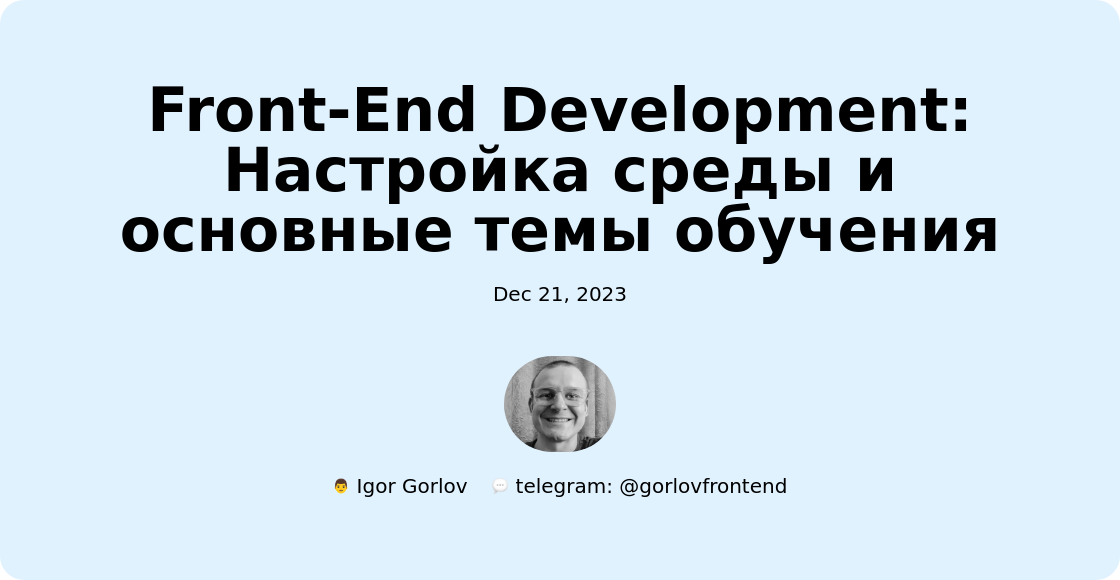 Front-End Development:
Настройка среды и
основные темы обучения
Dec 21, 2023
👨 Igor Gorlov 💬 telegram: @gorlovfrontend